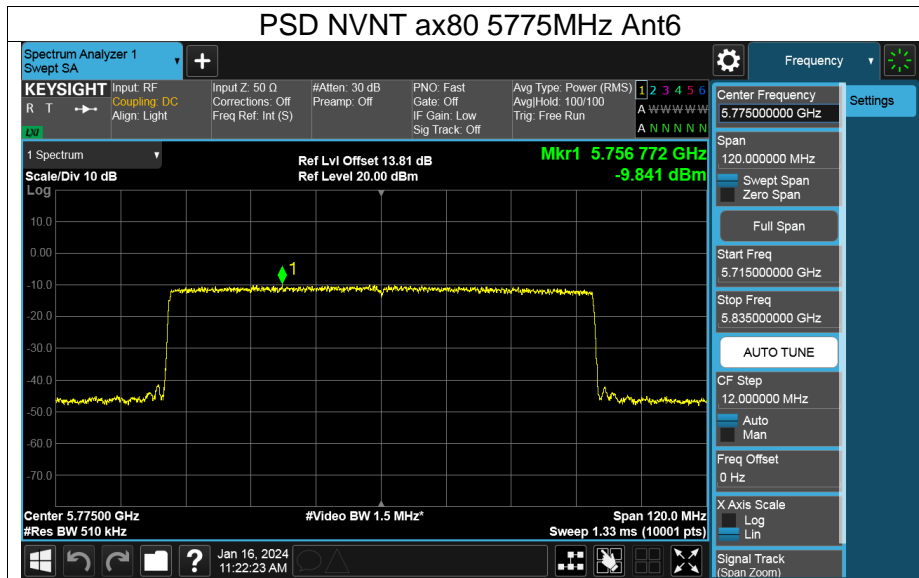 PSD NVNT ax80 5775MHz Ant6
Spectrum Analyzer 1
Swept SA
+
Frequency
KEYSIGHT
R T
LXI
Input: RF
Coupling: DC
Align: Light
Input Z: 50 Ω
Corrections: Off
Freq Ref: Int (S)
#Atten: 30 dB
Preamp: Off
PNO: Fast
Gate: Off
IF Gain: Low
Sig Track: Off
Avg Type: Power (RMS)
Avg|Hold: 100/100
Trig: Free Run
1 2 3 4 5 6
A W W W W W
A N N N N N
1 Spectrum
Scale/Div 10 dB
Log
Ref Lvl Offset 13.81 dB
Ref Level 20.00 dBm
Mkr1 5.756 772 GHz
-9.841 dBm
10.0
0.00
-10.0
-20.0
-30.0
-40.0
-50.0
-60.0
-70.0
1
Center 5.77500 GHz
#Res BW 510 kHz
#Video BW 1.5 MHz*
Span 120.0 MHz
Sweep 1.33 ms (10001 pts)
?
Jan 16, 2024
11:22:23 AM
Center Frequency
5.775000000 GHz
Span
120.000000 MHz
Swept Span
Zero Span
Full Span
Start Freq
5.715000000 GHz
Stop Freq
5.835000000 GHz
AUTO TUNE
CF Step
12.000000 MHz
Auto
Man
Freq Offset
0 Hz
X Axis Scale
Log
Lin
Signal Track
(Span Zoom)
Settings